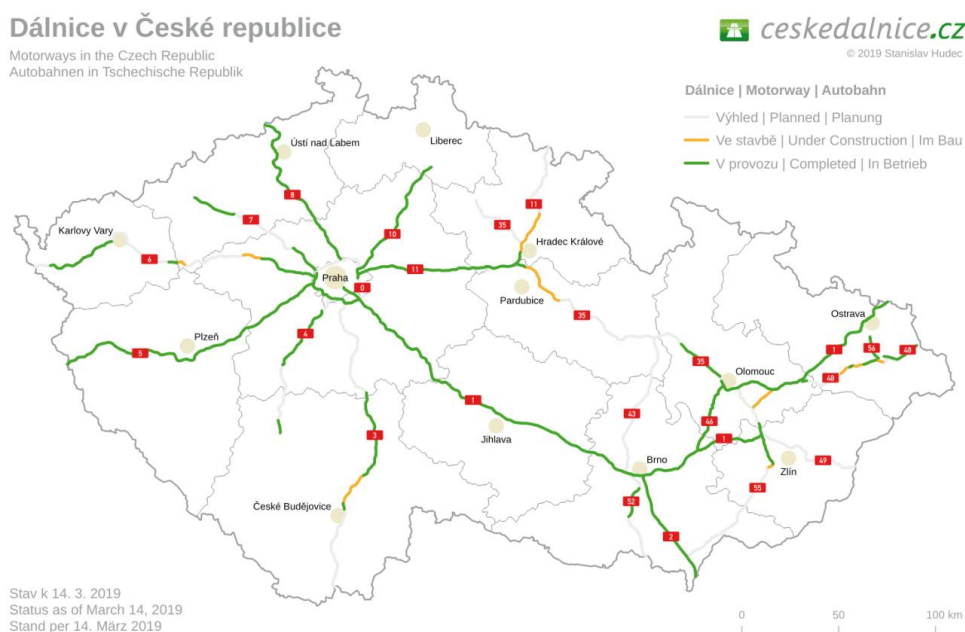 Dálnice v České republice
Motorways in the Czech Republic
Autobahnen in Tschechische Republik
ceskedalnice.cz
© 2019 Stanislav Hudec
Dálnice | Motorway | Autobahn
Výhled | Planned | Planung
Ve stavbě | Under Construction | Im Bau
V provozu | Completed | In Betrieb
Ústí nad Labem
Liberec
8
7
11
35
Karlovy Vary
10
Hradec Králové
6
11
Praha
0
Pardubice
35
Ostrava
4
Plzeň
5
1
56
48
35
Olomouc
48
1
43
46
3
Jihlava
1
Brno
49
Zlín
55
České Budějovice
52
2
Stav k 14. 3. 2019
Status as of March 14, 2019
Stand per 14. März 2019
0
50
100 km